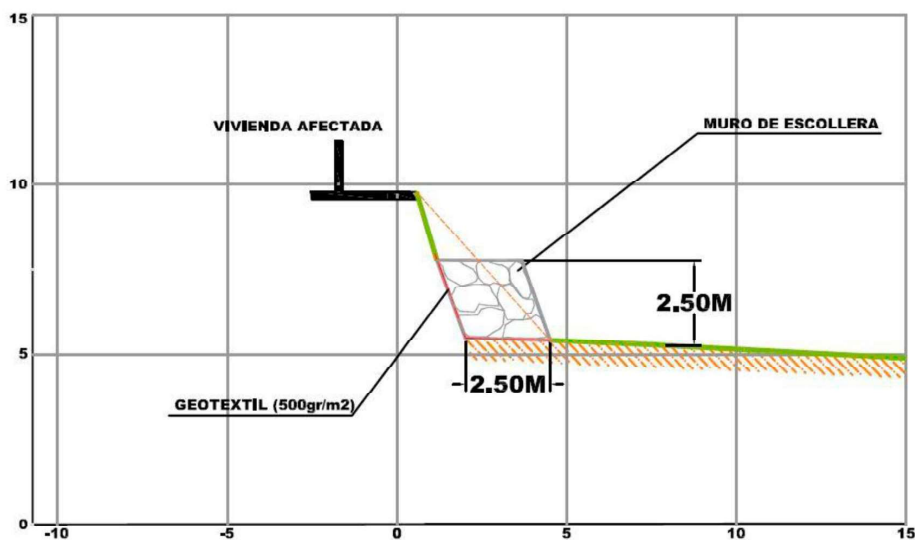 15
VIVIENDA AFECTADA
MURO DE ESCOLLERA
10
2.50M
5
2.50M
GEOTEXTIL (500gr/m2)
0
-10 -5 0 5 10 15